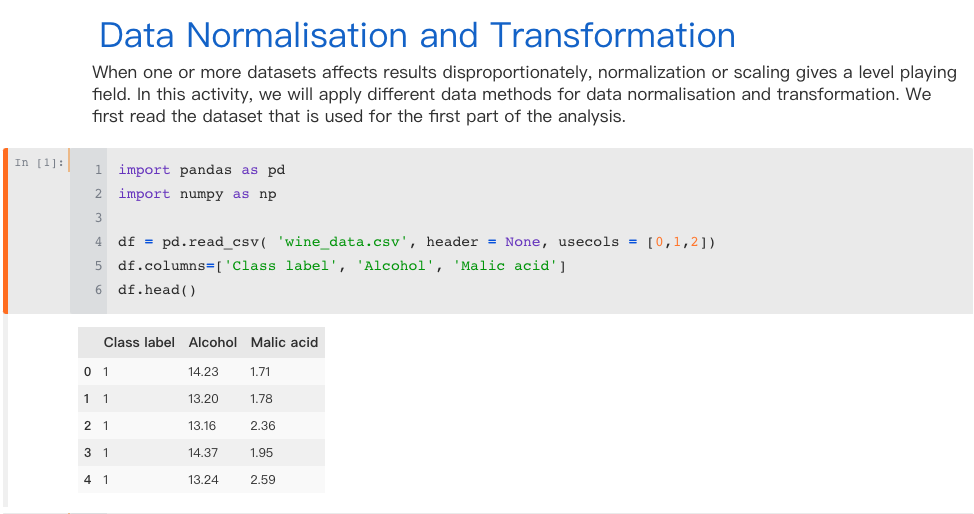 Data Normalisation and Transformation
When one or more datasets affects results disproportionately, normalization or scaling gives a level playing
field. In this activity, we will apply different data methods for data normalisation and transformation. We
first read the dataset that is used for the first part of the analysis.
In [1]:
1 import pandas as pd
2 import numpy as np
3
4 df = pd.read_csv( 'wine_data.csv', header = None, usecols = [0,1,2])
5 df.columns=['Class label', 'Alcohol', 'Malic acid']
6 df.head()
Class label Alcohol Malic acid
0 1 14.23 1.71
1 1 13.20 1.78
2 1 13.16 2.36
3 1 14.37 1.95
4 1 13.24 2.59